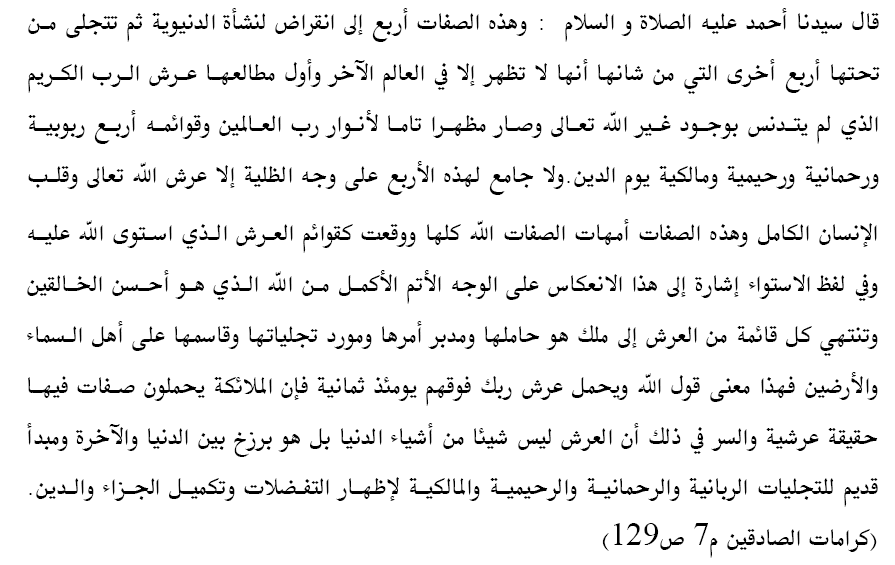 قال سيدنا أحمد عليه الصلاة و السلام : وهذه الصفات أربع إلى انقراض لنشأة الدنيوية ثم تتجلى من
تحتها أربع أخرى التي من شانها أنها لا تظهر إلا في العالم الآخر وأول مطالعها عرش الرب الكريم
الذي لم يتدنس بوجود غير الله تعالى وصار مظهرا تاما لأنوار رب العالمين وقوائمه أربع ربوبية
ورحمانية ورحيمية ومالكية يوم الدين.ولا جامع لهذه الأربع على وجه الظلية إلا عرش الله تعالى وقلب
الإنسان الكامل وهذه الصفات أمهات الصفات الله كلها ووقعت كقوائم العرش الذي استوى الله عليه
وفي لفظ الاستواء إشارة إلى هذا الانعكاس على الوجه الأتم الأكمل من الله الذي هو أحسن الخالقين
وتنتهي كل قائمة من العرش إلى ملك هو حاملها ومدبر أمرها ومورد تجلياتها وقاسمها على أهل السماء
والأرضين فهذا معنى قول الله ويحمل عرش ربك فوقهم يومئذ ثمانية فإن الملائكة يحملون صفات فيها
حقيقة عرشية والسر في ذلك أن العرش ليس شيئا من أشياء الدنيا بل هو برزخ بين الدنيا والآخرة ومبدأ
قديم للتجليات الربانية والرحمانية والرحيمية والمالكية لإظهار التفضلات وتكميل الجزاء والدين.
(كرامات الصادقين م7 ص129)